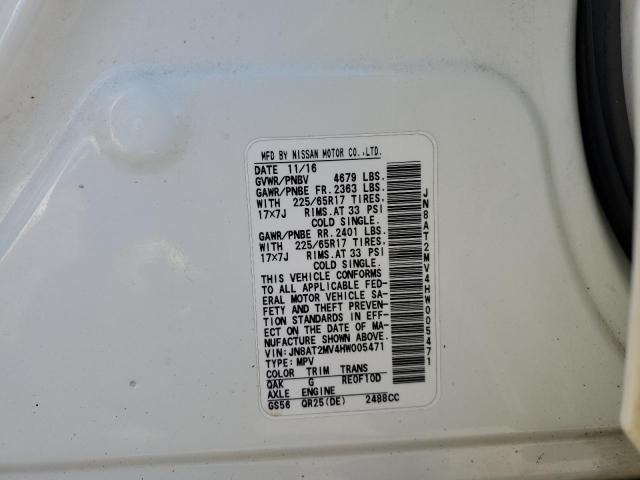 MFD BY NISSAN MOTOR CO.,LTD.
DATE 11/16
GVWR/PNBV 4679 LBS.
GAWR/PNBE FR. 2363 LBS.
WITH 225/65R17 TIRES.
17×7J RIMS.AT 33 PSI
COLD SINGLE.
GAWR/PNBE RR. 2401 LBS.
WITH 225/65R17 TIRES.
17×7J RIMS.AT 33 PSI
COLD SINGLE.
THIS VEHICLE CONFORMS
TO ALL APPLICABLE FED-
ERAL MOTOR VEHICLE SA-
FETY AND THEFT PREVEN-
TION STANDARDS IN EFF-
ECT ON THE DATE OF MA-
NUFACTURE SHOWN ABOVE.
VIN: JN8AT2MV4HW005471
TYPE: MPV
COLOR TRIM TRANS
QAK G RE0F10D
AXLE ENGINE
GS56 QR25(DE) 2488CC
JN8AT2MV4HW005471